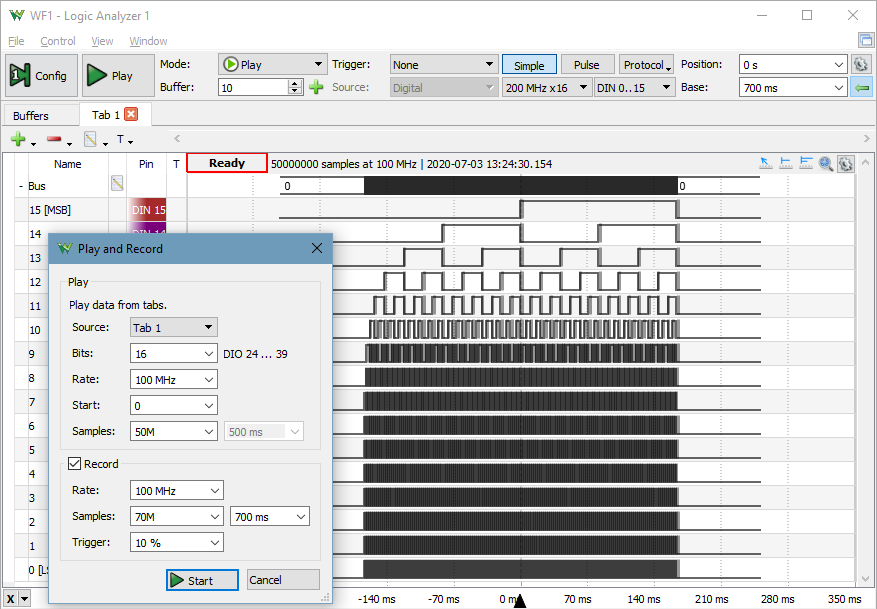 WF1 - Logic Analyzer 1
File Control View Window
Config
Play
Mode: Play Trigger: None Simple Pulse Protocol Position: 0 s
Buffer: 10 Source: Digital 200 MHz x16 DIN 0..15 Base: 700 ms
Buffers Tab 1
T
Name Pin T Ready 50000000 samples at 100 MHz | 2020-07-03 13:24:30.154
- Bus 0 0
15 [MSB] DIN 15
14 DIN 14
13
12
11
10
9
8
7
6
5
4
3
2
1
0 [LS
Play and Record
Play
Play data from tabs.
Source: Tab 1
Bits: 16 DIO 24 ... 39
Rate: 100 MHz
Start: 0
Samples: 50M 500 ms
Record
Rate: 100 MHz
Samples: 70M 700 ms
Trigger: 10 %
Start Cancel
X -140 ms -70 ms 0 ms 70 ms 140 ms 210 ms 280 ms 350 ms